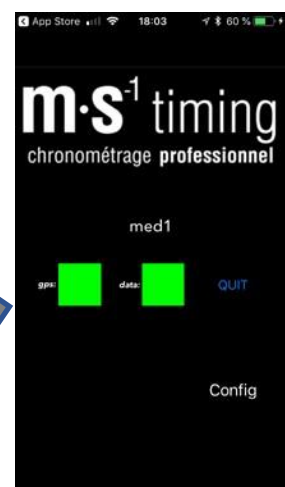 App Store 18:03 60 %
m·s-1 timing
chronométrage professionnel
med1
gps: data: QUIT
Config